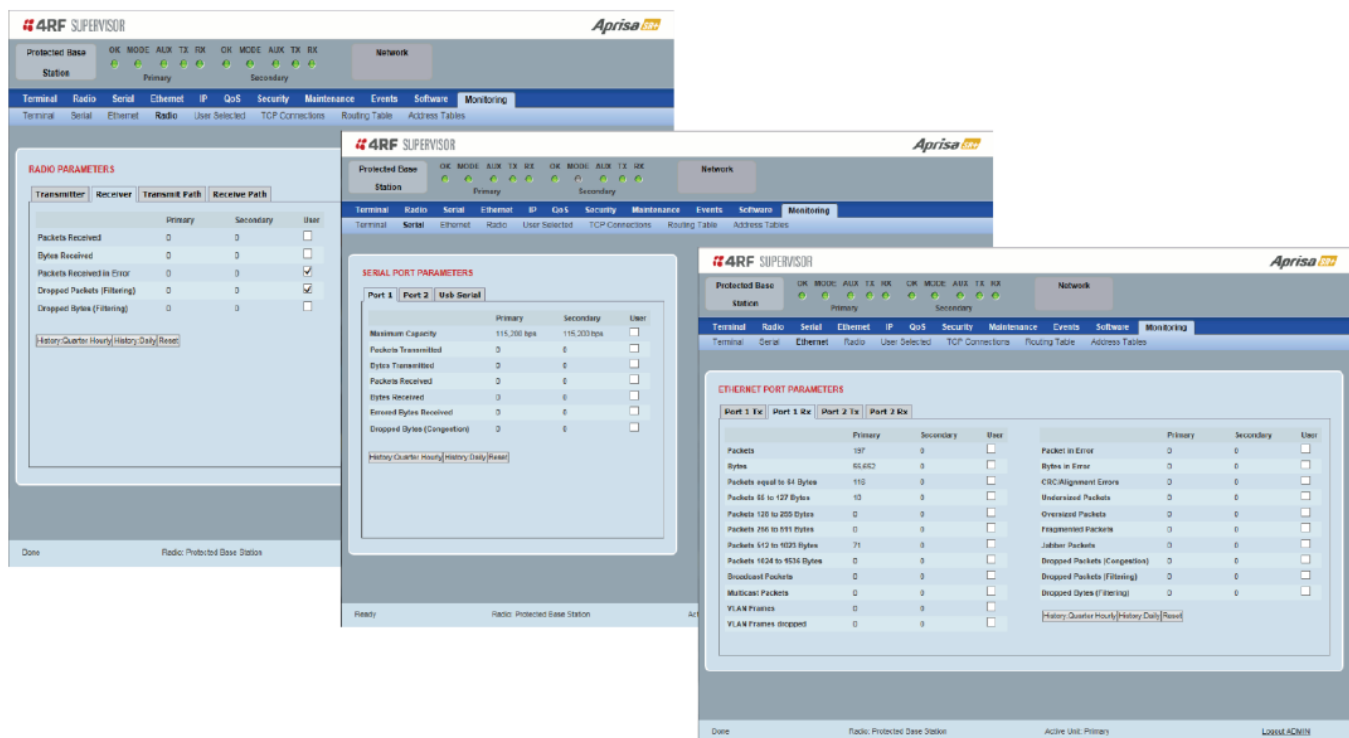 4RF SUPERVISOR
Aprisa SR+
Protected Base Station
OK MODE AUX TX RX OK MODE AUX TX RX
Primary Secondary
Network
Terminal Radio Serial Ethernet IP QoS Security Maintenance Events Software Monitoring
Terminal Serial Ethernet Radio User Selected TCP Connections Routing Table Address Tables
RADIO PARAMETERS
Transmitter Receiver Transmit Path Receive Path
Primary Secondary User
Packets Received 0 0
Bytes Received 0 0
Packets Received in Error 0 0
Dropped Packets (Filtering) 0 0
Dropped Bytes (Filtering) 0 0
History:Quarter Hourly History:Daily Reset
Done Radio: Protected Base Station
4RF SUPERVISOR
Aprisa SR+
Protected Base Station
OK MODE AUX TX RX OK MODE AUX TX RX
Primary Secondary
Network
Terminal Radio Serial Ethernet IP QoS Security Maintenance Events Software Monitoring
Terminal Serial Ethernet Radio User Selected TCP Connections Routing Table Address Tables
SERIAL PORT PARAMETERS
Port 1 Port 2 Usb Serial
Primary Secondary User
Maximum Capacity 115,200 bps 115,200 bps
Packets Transmitted 0 0
Bytes Transmitted 0 0
Packets Received 0 0
Bytes Received 0 0
Errored Bytes Received 0 0
Dropped Bytes (Congestion) 0 0
History:Quarter Hourly History:Daily Reset
Ready Radio: Protected Base Station Act
4RF SUPERVISOR
Aprisa SR+
Protected Base Station
OK MODE AUX TX RX OK MODE AUX TX RX
Primary Secondary
Network
Terminal Radio Serial Ethernet IP QoS Security Maintenance Events Software Monitoring
Terminal Serial Ethernet Radio User Selected TCP Connections Routing Table Address Tables
ETHERNET PORT PARAMETERS
Port 1 Tx Port 1 Rx Port 2 Tx Port 2 Rx
Primary Secondary User
Packets 197 0
Bytes 55,652 0
Packets equal to 64 Bytes 116 0
Packets 65 to 127 Bytes 10 0
Packets 128 to 255 Bytes 0 0
Packets 256 to 511 Bytes 0 0
Packets 512 to 1023 Bytes 71 0
Packets 1024 to 1536 Bytes 0 0
Broadcast Packets 0 0
Multicast Packets 0 0
VLAN Frames 0 0
VLAN Frames dropped 0 0
Primary Secondary User
Packet in Error 0 0
Bytes in Error 0 0
CRC/Alignment Errors 0 0
Undersized Packets 0 0
Oversized Packets 0 0
Fragmented Packets 0 0
Jabber Packets 0 0
Dropped Packets (Congestion) 0 0
Dropped Packets (Filtering) 0 0
Dropped Bytes (Filtering) 0 0
History:Quarter Hourly History:Daily Reset
Done Radio: Protected Base Station Active Unit: Primary Logout ADMIN